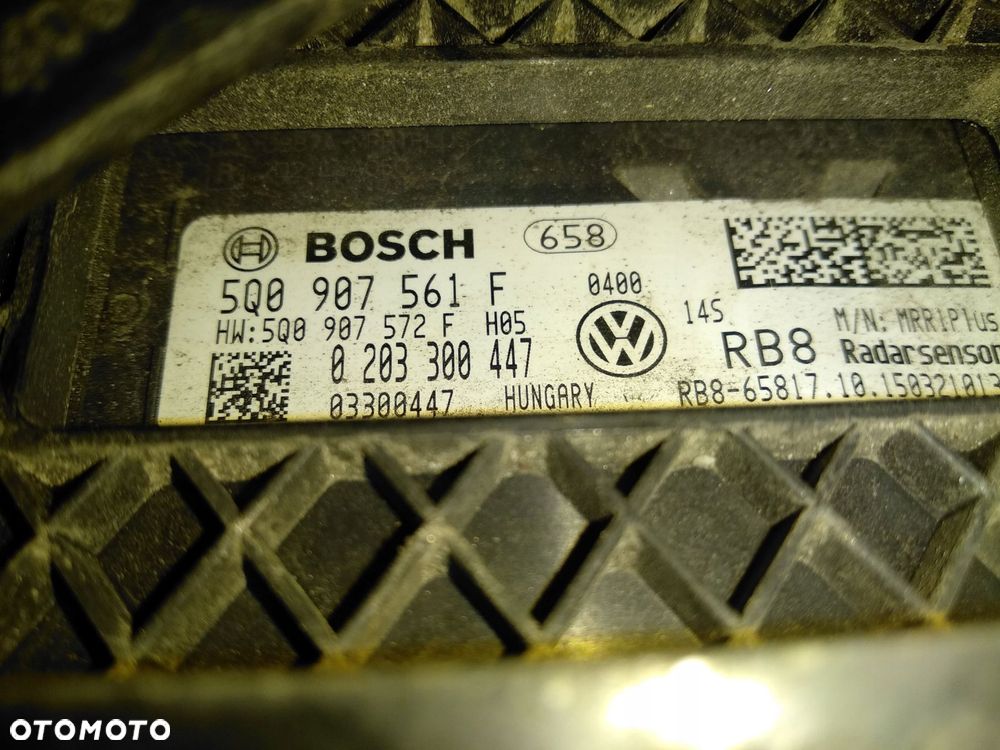 BOSCH 658
5Q0 907 561 F 0400
HW:5Q0 907 572 F H05 14S M/N: MRR1Plus
0 203 300 447 RB8 Radarsensor
03300447 HUNGARY RB8-65817.10.150321013
OTOMOTO